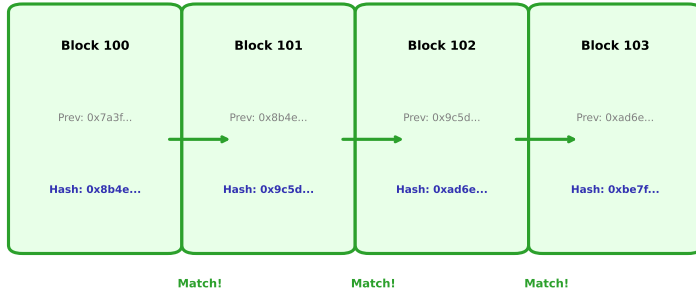 Block 100
Prev: 0x7a3f...
Hash: 0x8b4e...
Block 101
Prev: 0x8b4e...
Hash: 0x9c5d...
Block 102
Prev: 0x9c5d...
Hash: 0xad6e...
Block 103
Prev: 0xad6e...
Hash: 0xbe7f...
Match!
Match!
Match!